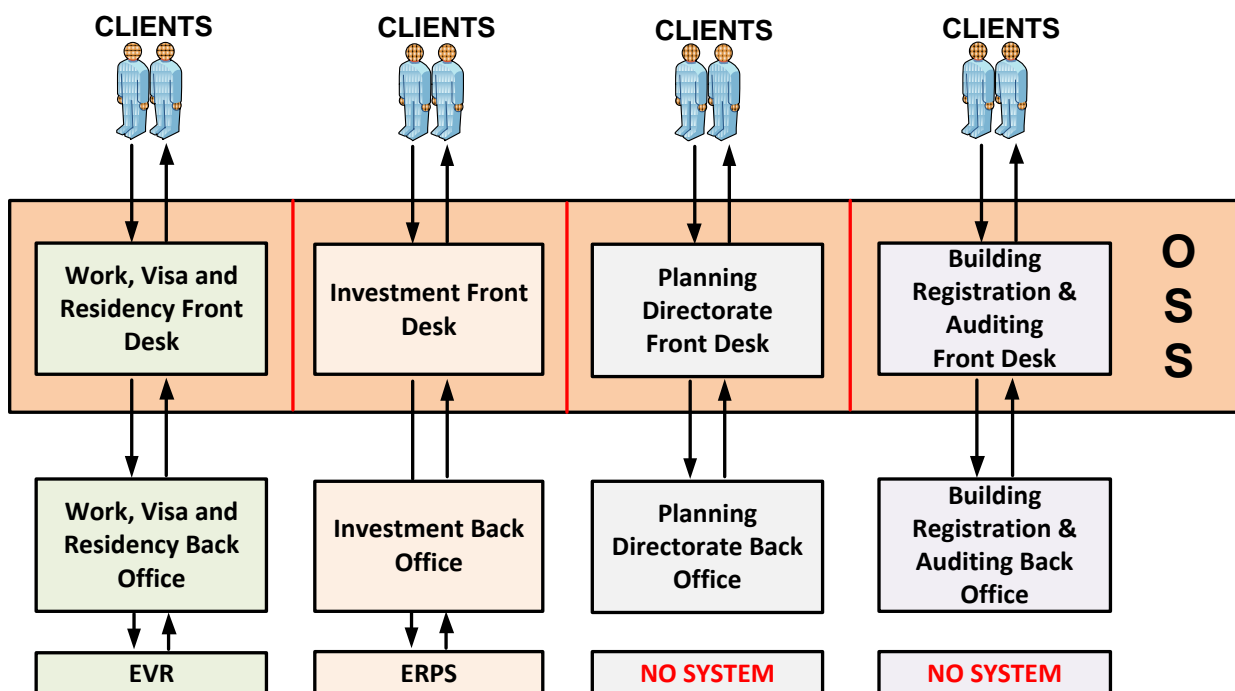 CLIENTS
CLIENTS
CLIENTS
CLIENTS
Work, Visa and
Residency Front
Desk
Investment Front
Desk
Planning
Directorate
Front Desk
Building
Registration &
Auditing
Front Desk
O
S
S
Work, Visa and
Residency Back
Office
Investment Back
Office
Planning
Directorate Back
Office
Building
Registration &
Auditing Back
Office
EVR
ERPS
NO SYSTEM
NO SYSTEM